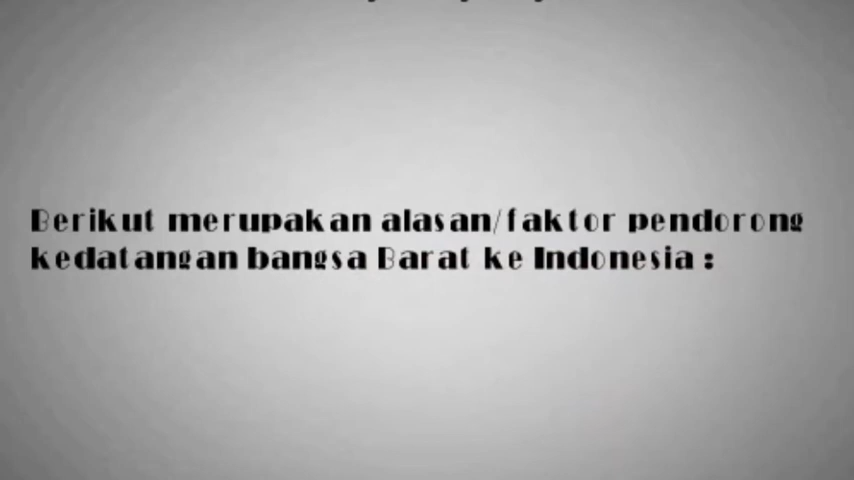 Berikut merupakan alasan/faktor pendorong
kedatangan bangsa Barat ke Indonesia :